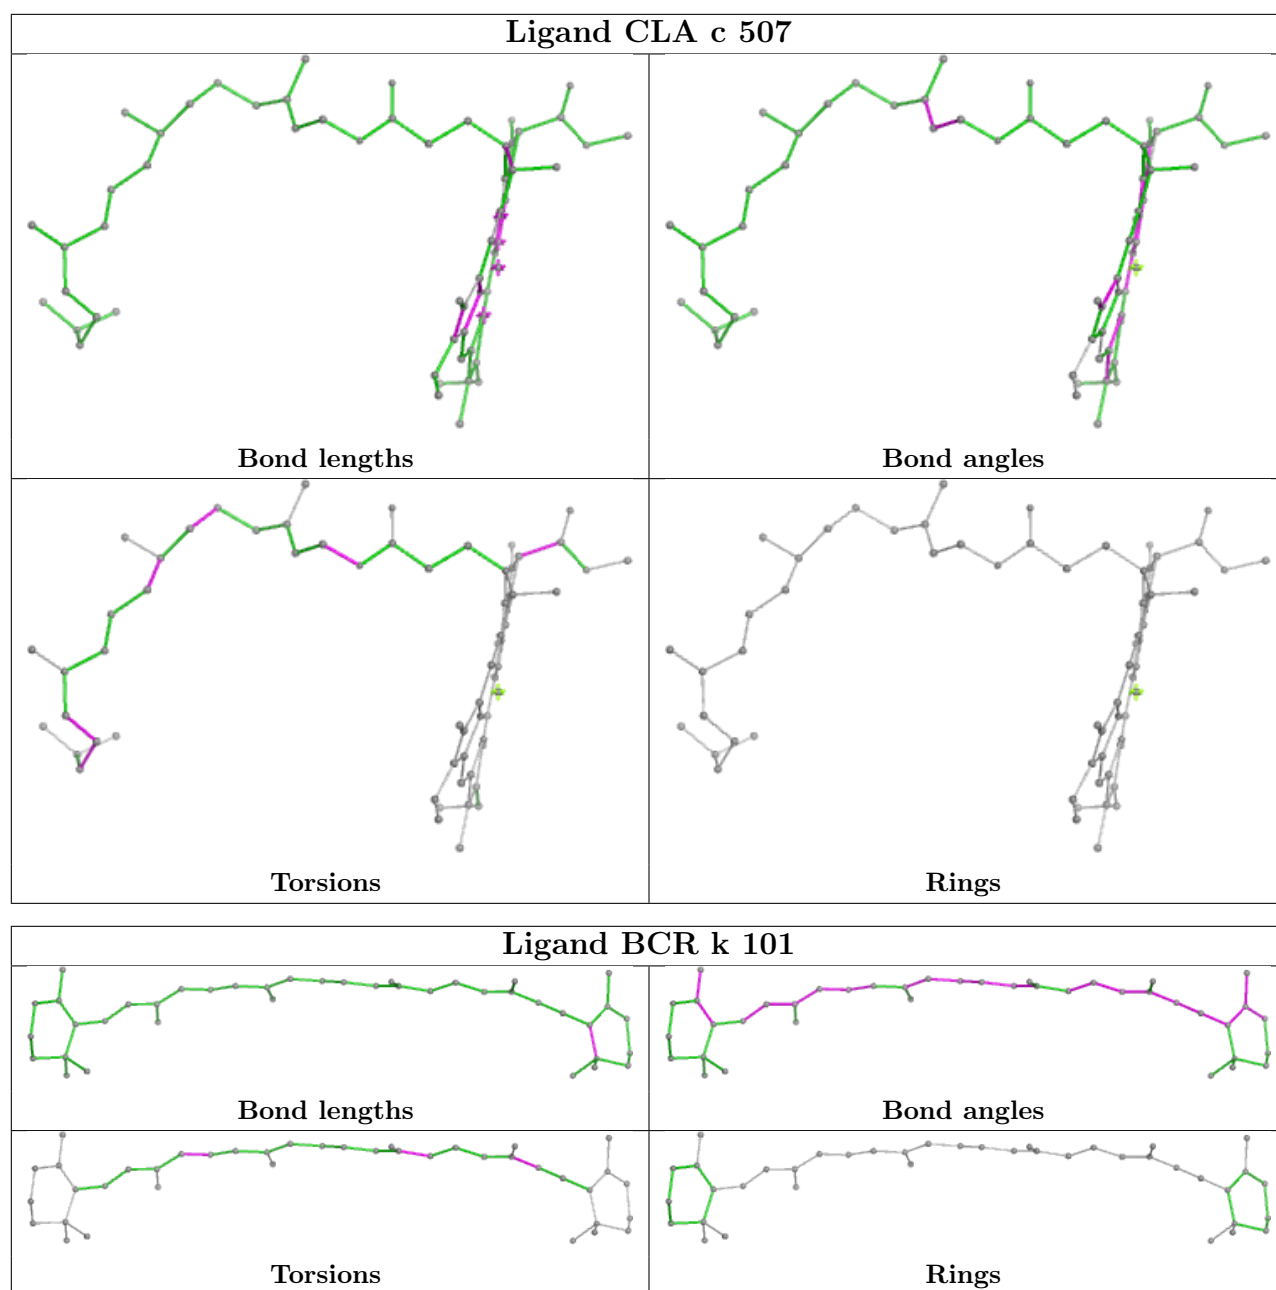 Ligand CLA c 507
Bond lengths
Bond angles
Torsions
Rings
Ligand BCR k 101
Bond lengths
Bond angles
Torsions
Rings